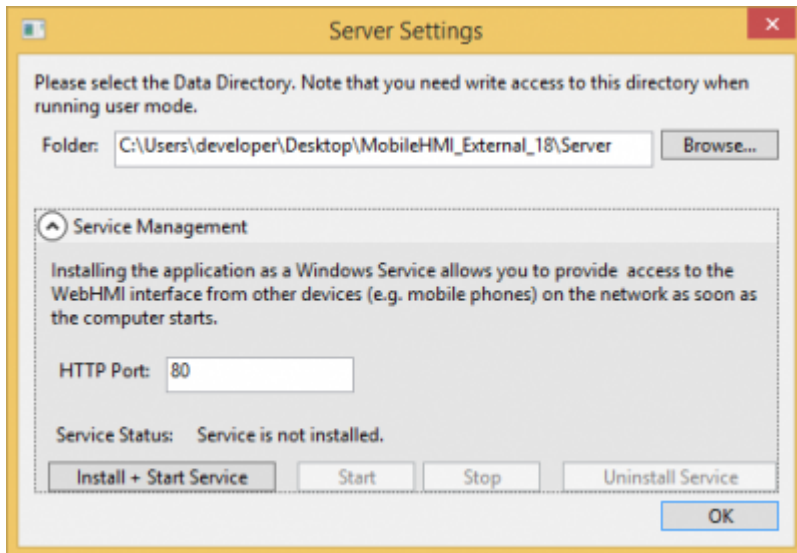 Server Settings
Please select the Data Directory. Note that you need write access to this directory when
running user mode.
Folder: C:\Users\developer\Desktop\MobileHMI_External_18\Server Browse...
Service Management
Installing the application as a Windows Service allows you to provide access to the
WebHMI interface from other devices (e.g. mobile phones) on the network as soon as
the computer starts.
HTTP Port: 80
Service Status: Service is not installed.
Install + Start Service Start Stop Uninstall Service
OK